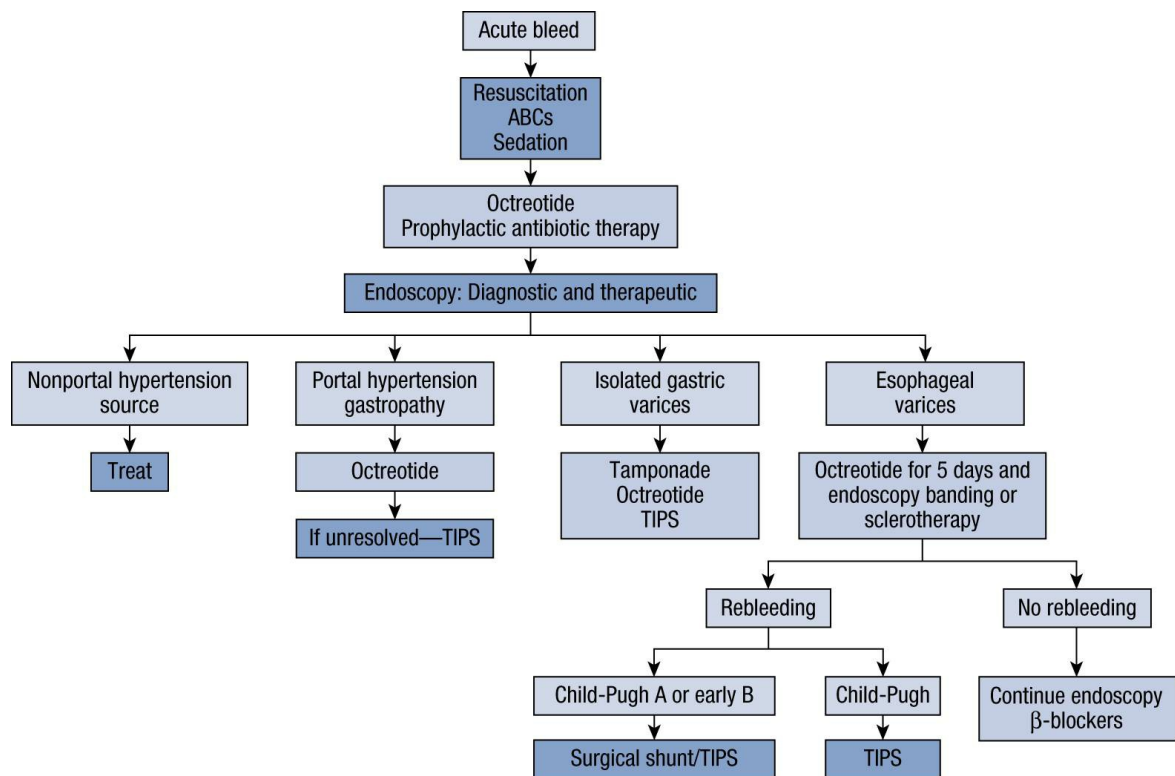 Acute bleed
Resuscitation
ABCs
Sedation
Octreotide
Prophylactic antibiotic therapy
Endoscopy: Diagnostic and therapeutic
Nonportal hypertension
source
Portal hypertension
gastropathy
Isolated gastric
varices
Esophageal
varices
Treat
Octreotide
If unresolved—TIPS
Tamponade
Octreotide
TIPS
Octreotide for 5 days and
endoscopy banding or
sclerotherapy
Rebleeding
No rebleeding
Child-Pugh A or early B
Child-Pugh
Continue endoscopy
β-blockers
Surgical shunt/TIPS
TIPS